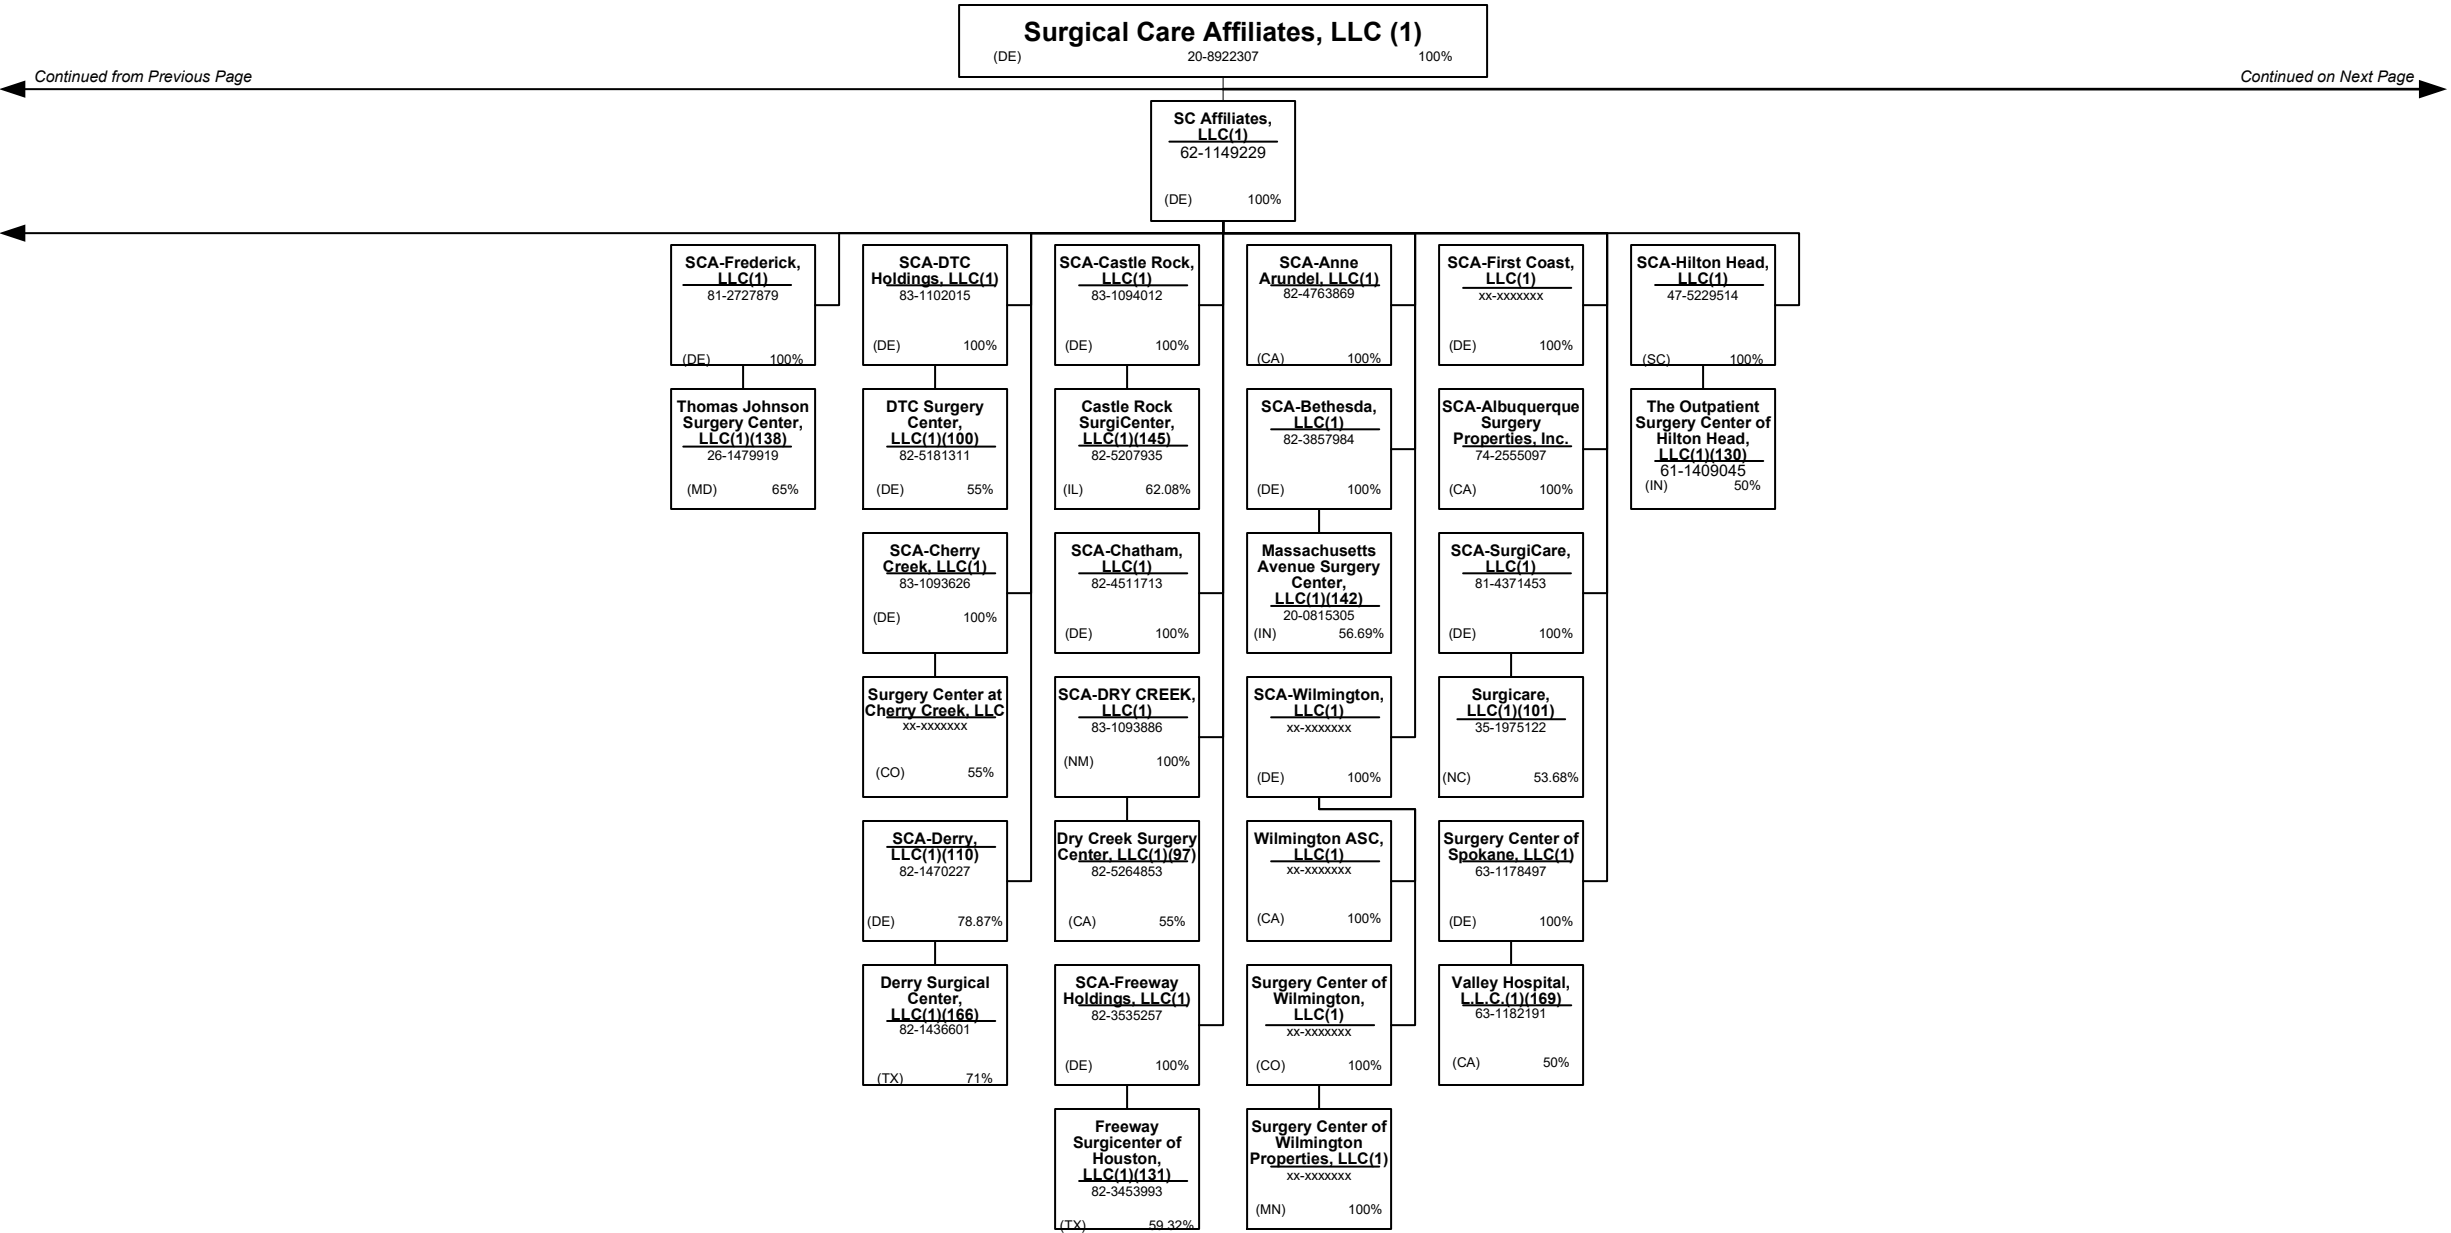 Surgical Care Affiliates, LLC (1)
(DE) 20-8922307 100%
Continued from Previous Page
Continued on Next Page
SC Affiliates,
LLC(1)
62-1149229
(DE) 100%
SCA-Frederick,
LLC(1)
81-2727879
(DE) 100%
Thomas Johnson
Surgery Center,
LLC(1)(138)
26-1479919
(MD) 65%
SCA-DTC
Holdings, LLC(1)
83-1102015
(DE) 100%
DTC Surgery
Center,
LLC(1)(100)
82-5181311
(DE) 55%
SCA-Cherry
Creek, LLC(1)
83-1093626
(DE) 100%
Surgery Center at
Cherry Creek, LLC
xx-xxxxxxx
(CO) 55%
SCA-Derry,
LLC(1)(110)
82-1470227
(DE) 78.87%
Derry Surgical
Center,
LLC(1)(166)
82-1436601
(TX) 71%
SCA-Castle Rock,
LLC(1)
83-1094012
(DE) 100%
Castle Rock
SurgiCenter,
LLC(1)(145)
82-5207935
(IL) 62.08%
SCA-Chatham,
LLC(1)
82-4511713
(DE) 100%
SCA-DRY CREEK,
LLC(1)
83-1093886
(NM) 100%
Dry Creek Surgery
Center, LLC(1)(97)
82-5264853
(CA) 55%
SCA-Freeway
Holdings, LLC(1)
82-3535257
(DE) 100%
Freeway
Surgicenter of
Houston,
LLC(1)(131)
82-3453993
(TX) 59.32%
SCA-Anne
Arundel, LLC(1)
82-4763869
(CA) 100%
SCA-Bethesda,
LLC(1)
82-3857984
(DE) 100%
Massachusetts
Avenue Surgery
Center,
LLC(1)(142)
20-0815305
(IN) 56.69%
SCA-Wilmington,
LLC(1)
xx-xxxxxxx
(DE) 100%
Wilmington ASC,
LLC(1)
xx-xxxxxxx
(CA) 100%
Surgery Center of
Wilmington,
LLC(1)
xx-xxxxxxx
(CO) 100%
Surgery Center of
Wilmington
Properties, LLC(1)
xx-xxxxxxx
(MN) 100%
SCA-First Coast,
LLC(1)
xx-xxxxxxx
(DE) 100%
SCA-Albuquerque
Surgery
Properties, Inc.
74-2555097
(CA) 100%
SCA-SurgiCare,
LLC(1)
81-4371453
(DE) 100%
Surgicare,
LLC(1)(101)
35-1975122
(NC) 53.68%
Surgery Center of
Spokane, LLC(1)
63-1178497
(DE) 100%
Valley Hospital,
L.L.C.(1)(169)
63-1182191
(CA) 50%
SCA-Hilton Head,
LLC(1)
47-5229514
(SC) 100%
The Outpatient
Surgery Center of
Hilton Head,
LLC(1)(130)
61-1409045
(IN) 50%